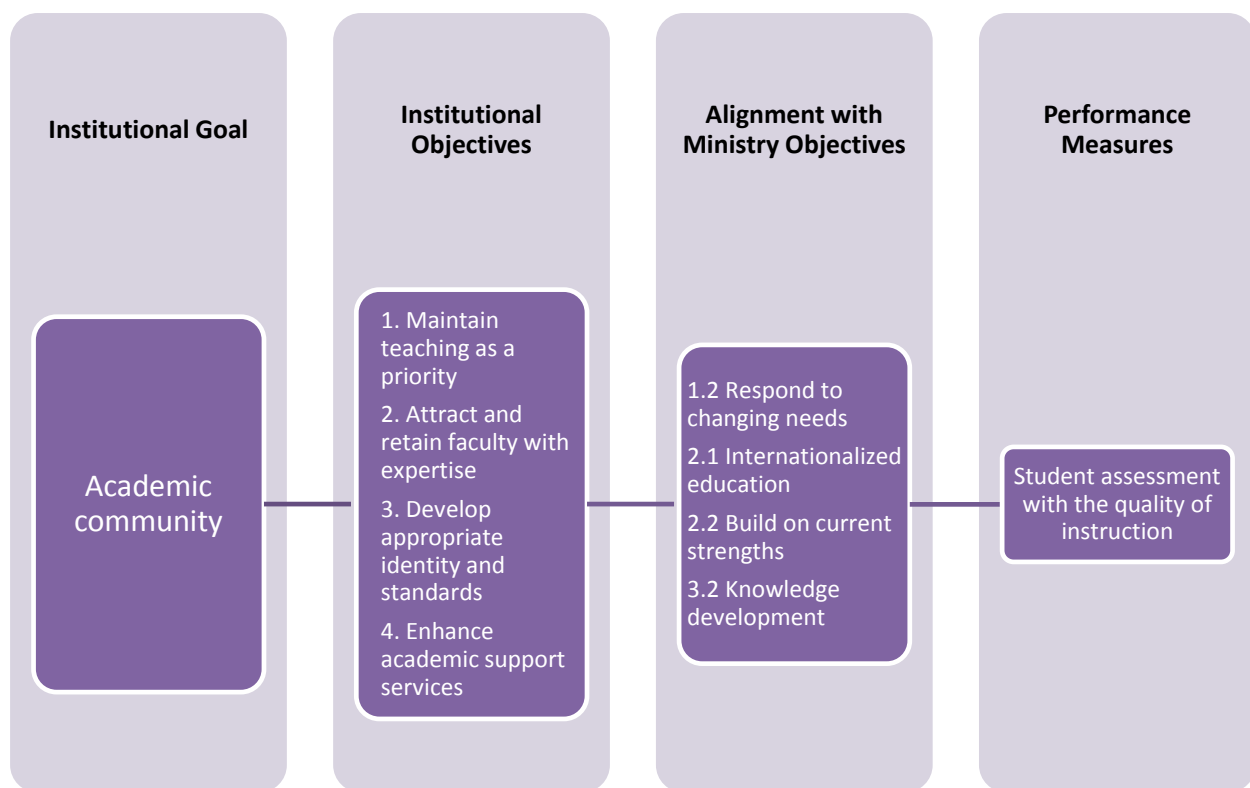 Institutional Goal
Institutional
Objectives
Alignment with
Ministry Objectives
Performance
Measures
Academic
community
1. Maintain
teaching as a
priority
2. Attract and
retain faculty with
expertise
3. Develop
appropriate
identity and
standards
4. Enhance
academic support
services
1.2 Respond to
changing needs
2.1 Internationalized
education
2.2 Build on current
strengths
3.2 Knowledge
development
Student assessment
with the quality of
instruction